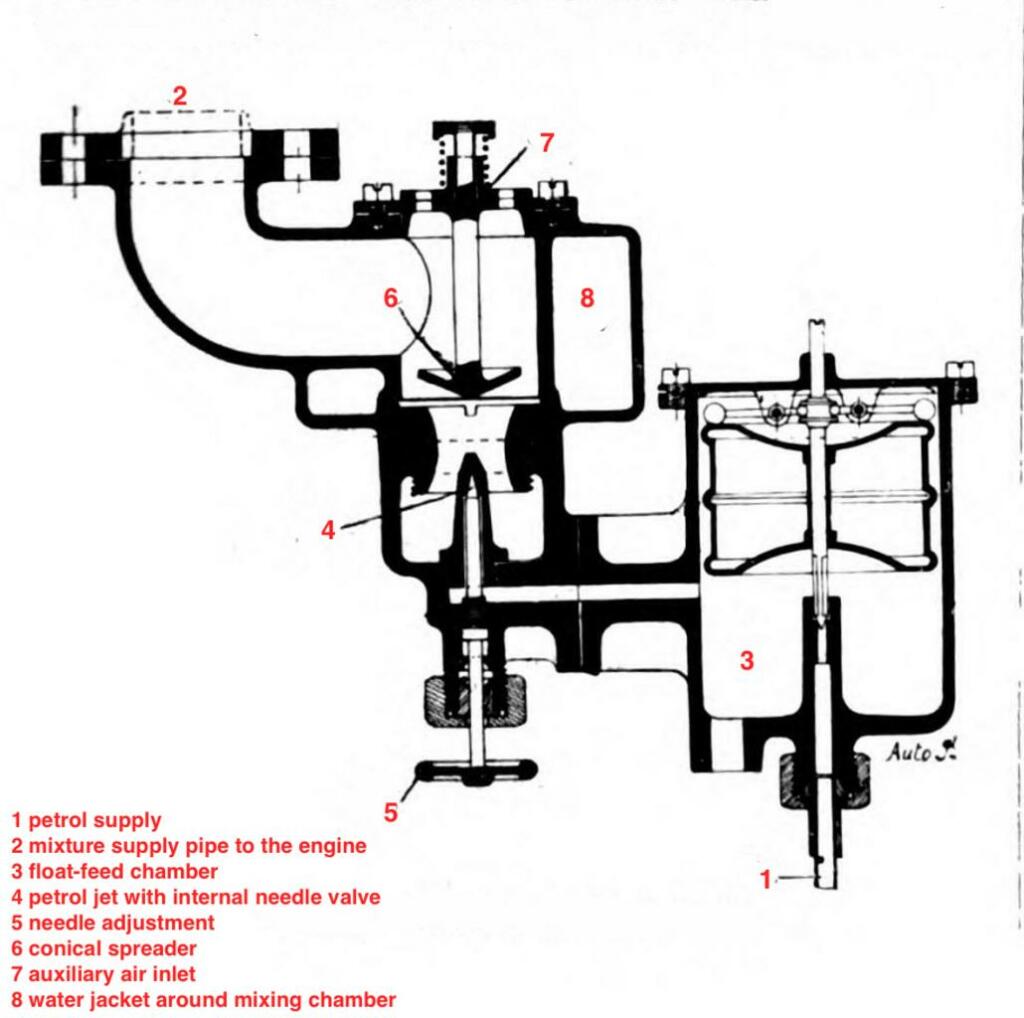 2
7
6
8
4
3
Auto Jl
5
1
1 petrol supply
2 mixture supply pipe to the engine
3 float-feed chamber
4 petrol jet with internal needle valve
5 needle adjustment
6 conical spreader
7 auxiliary air inlet
8 water jacket around mixing chamber